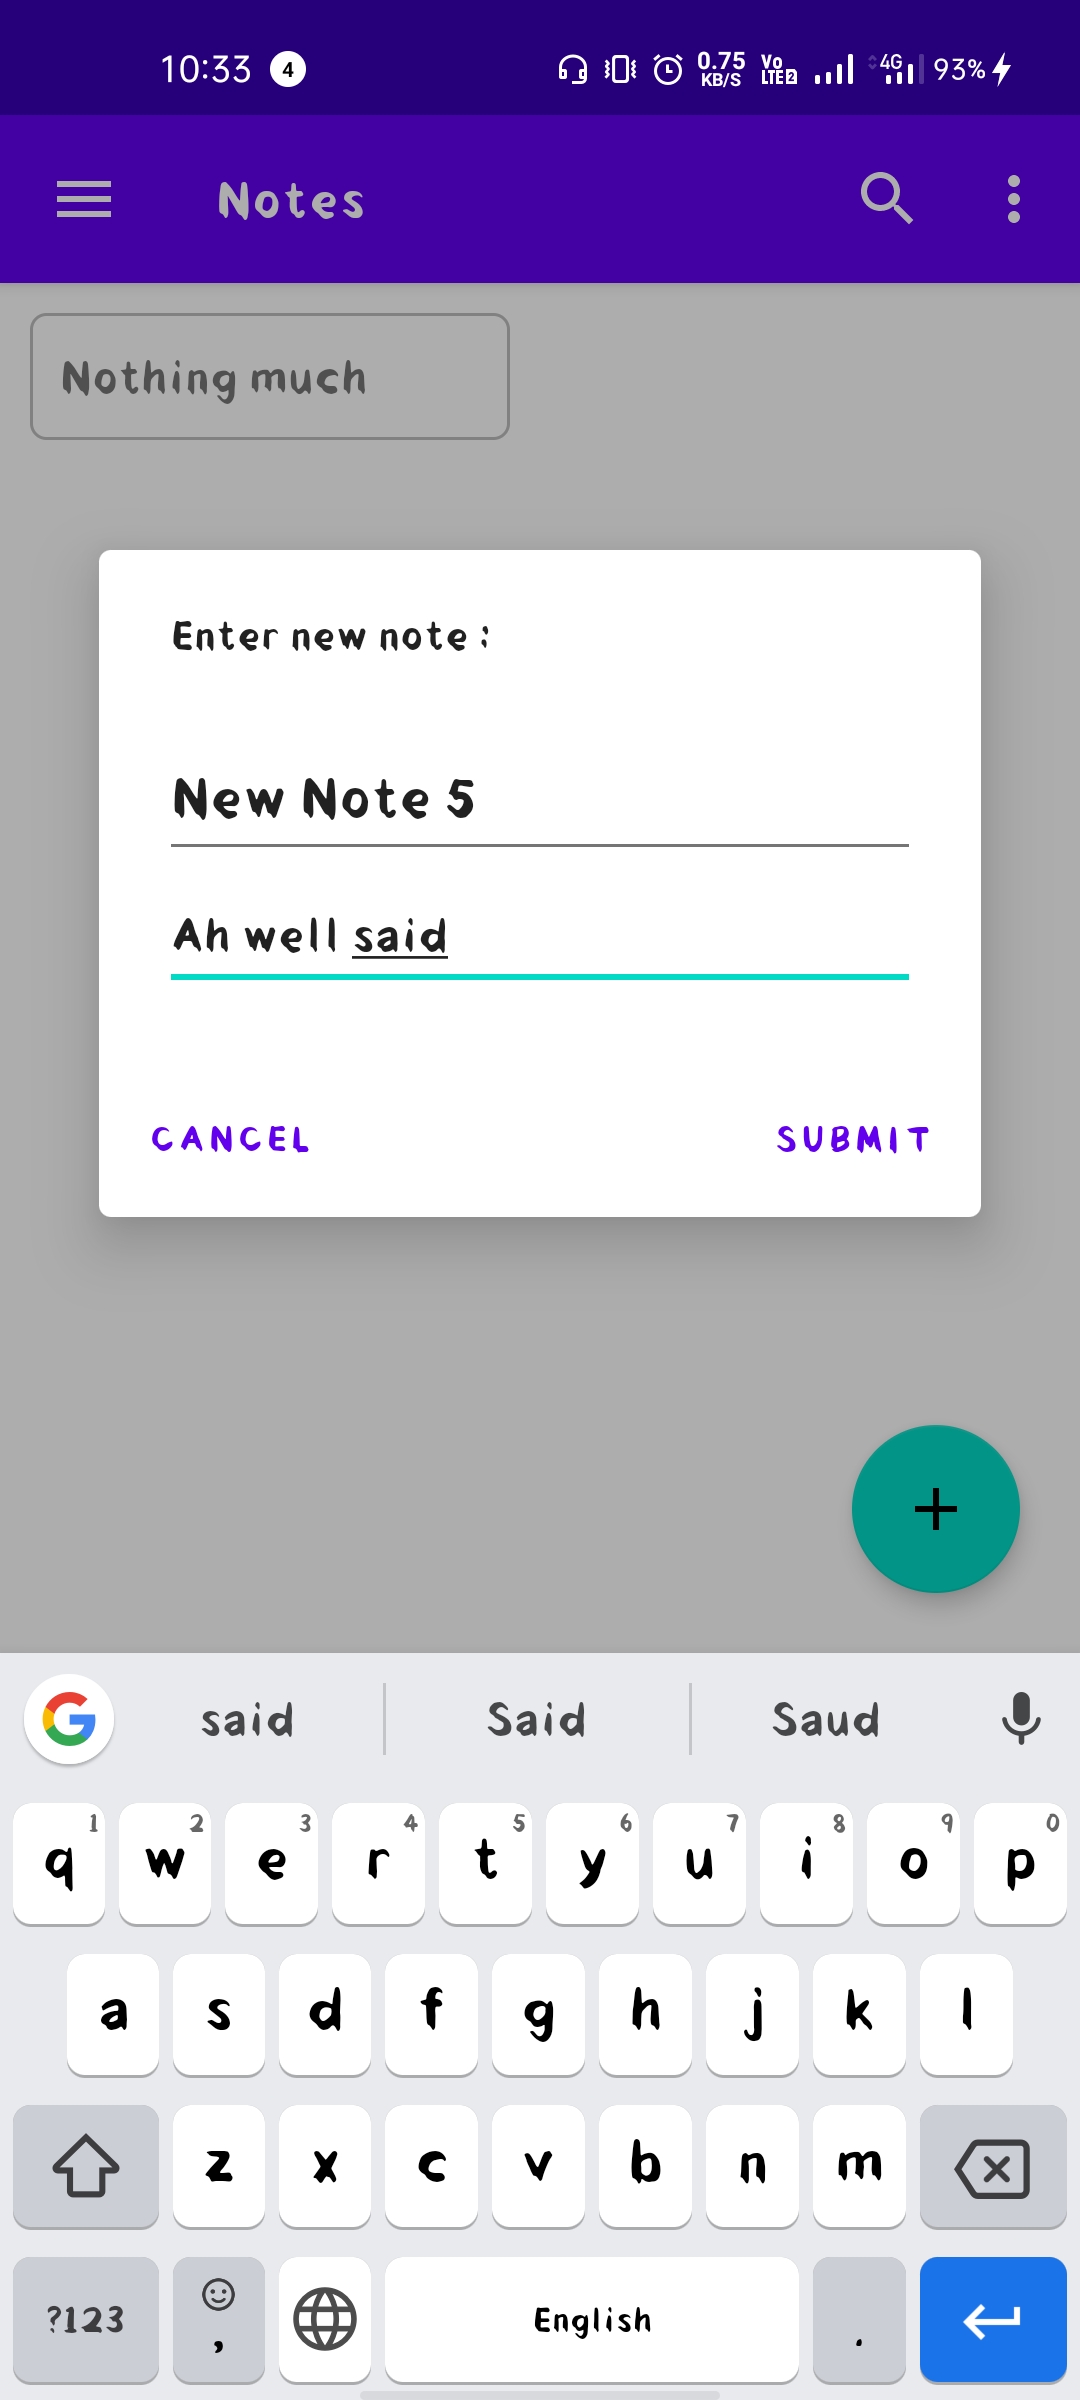 10:33 4 0.75 KB/S Vo LTE 2 4G 93%
Notes
Nothing much
Enter new note :
New Note 5
Ah well said
CANCEL SUBMIT
said Said Saud
1 2 3 4 5 6 7 8 9 0
q w e r t y u i o p
a s d f g h j k l
z x c v b n m
?123 , English .